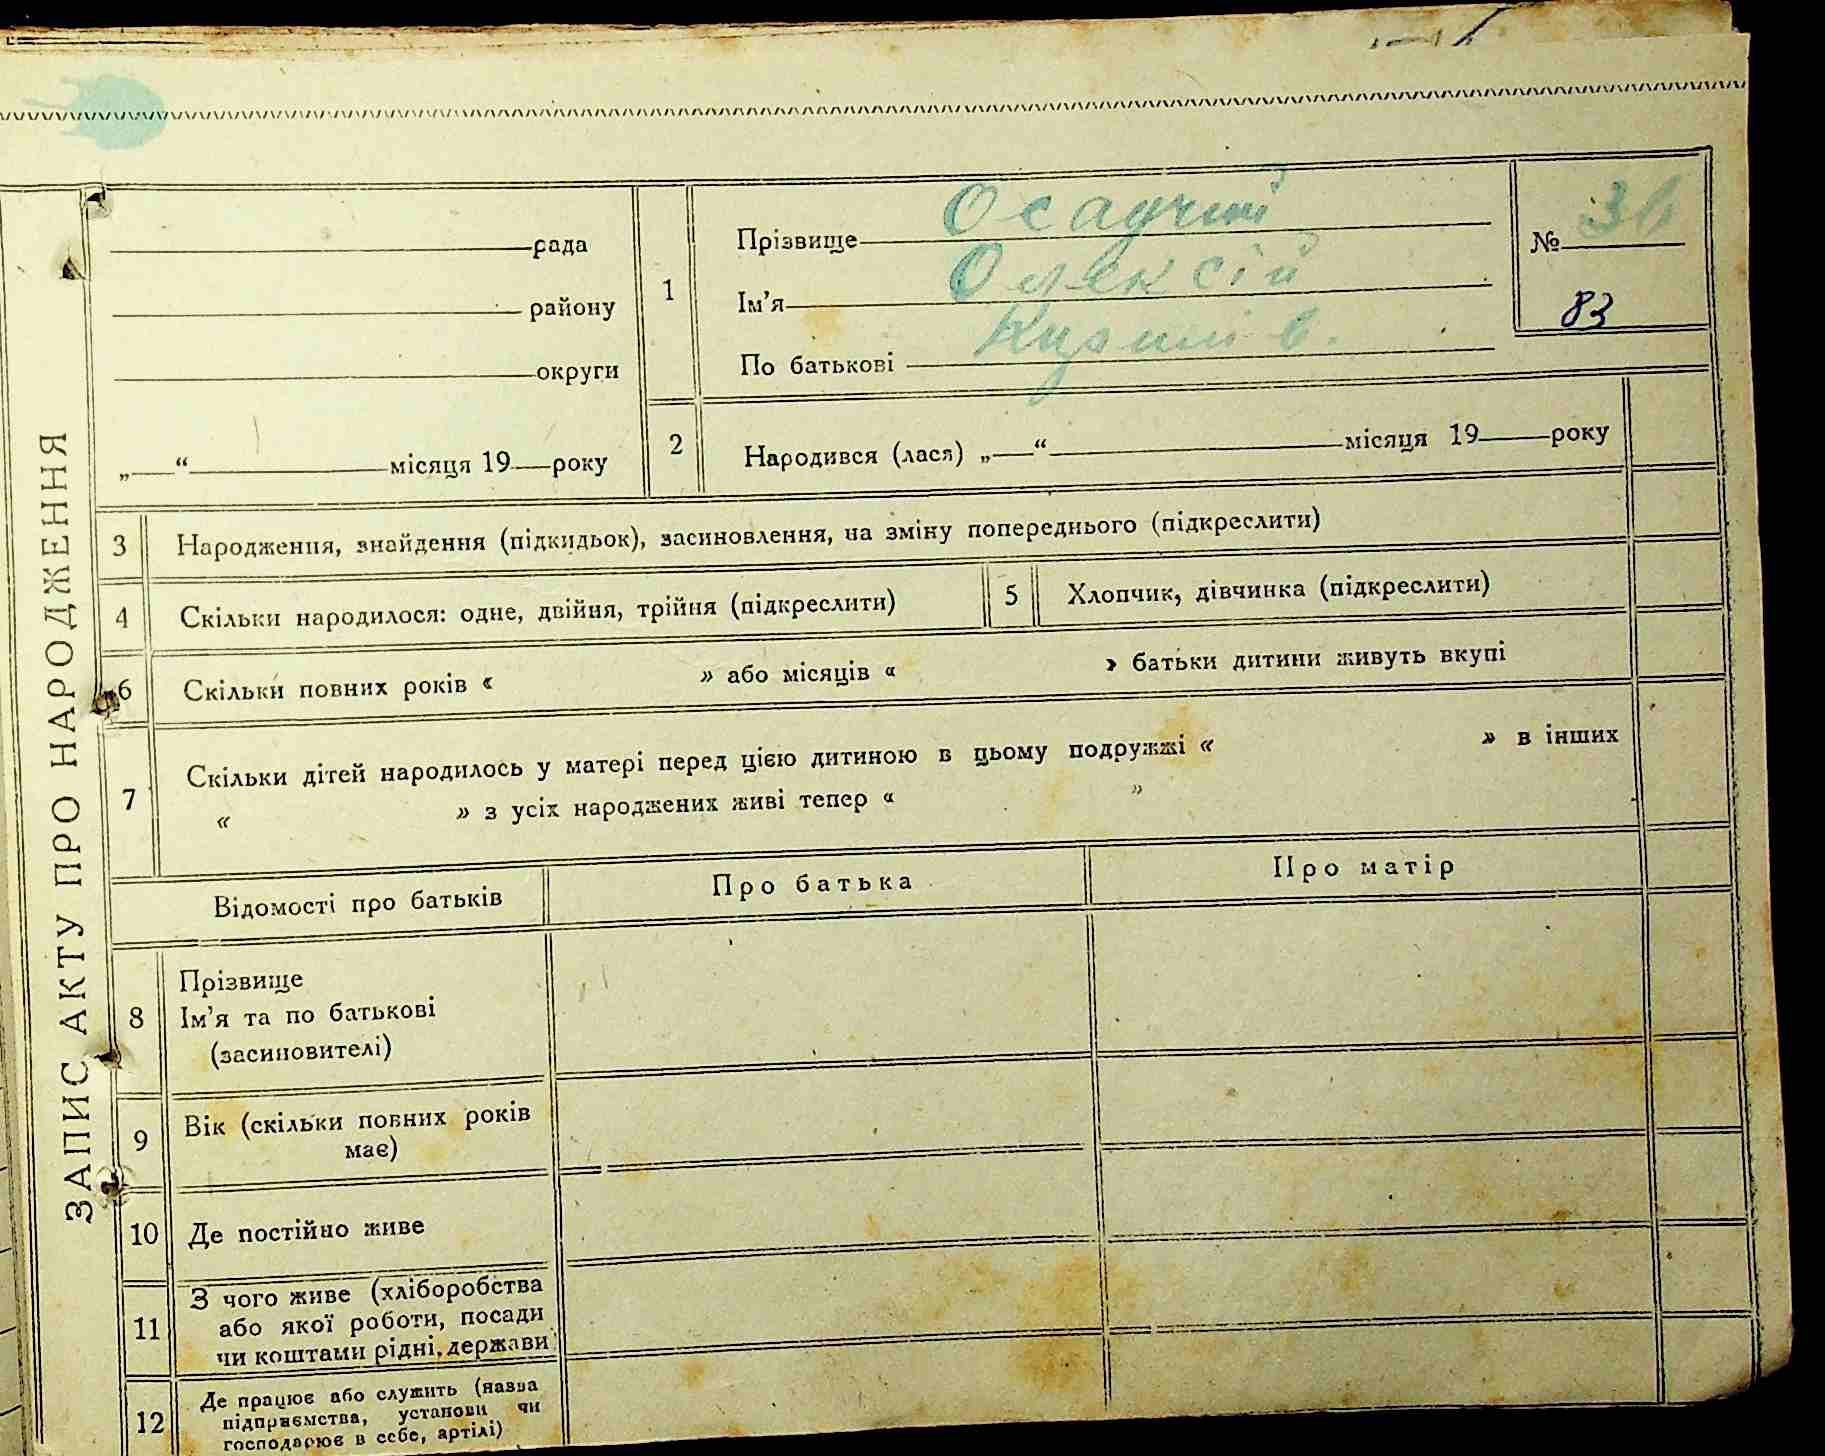 ЗАПИС АКТУ ПРО НАРОДЖЕННЯ
рада
району
округи
„ “ місяця 19 року
1
Прізвище Осадчий
Ім’я Олексій
По батькові
№
83
2 Народився (лася) „ “ місяця 19 року
3 Народження, знайдення (підкидьок), засиновлення, на зміну попереднього (підкреслити)
4 Скільки народилося: одне, двійня, трійня (підкреслити)
5 Хлопчик, дівчинка (підкреслити)
6 Скільки повних років « » або місяців « › батьки дитини живуть вкупі
7 Скільки дітей народилось у матері перед цією дитиною в цьому подружжі « » в інших
« » з усіх народжених живі тепер « »
Відомості про батьків Про батька Про матір
8 Прізвище
Ім’я та по батькові
(засиновителі)
9 Вік (скільки повних років
має)
10 Де постійно живе
11 З чого живе (хліборобства
або якої роботи, посади
чи коштами рідні, держави
12 Де працює або служить (назва
підприємства, установи чи
господарює в себе, артілі)